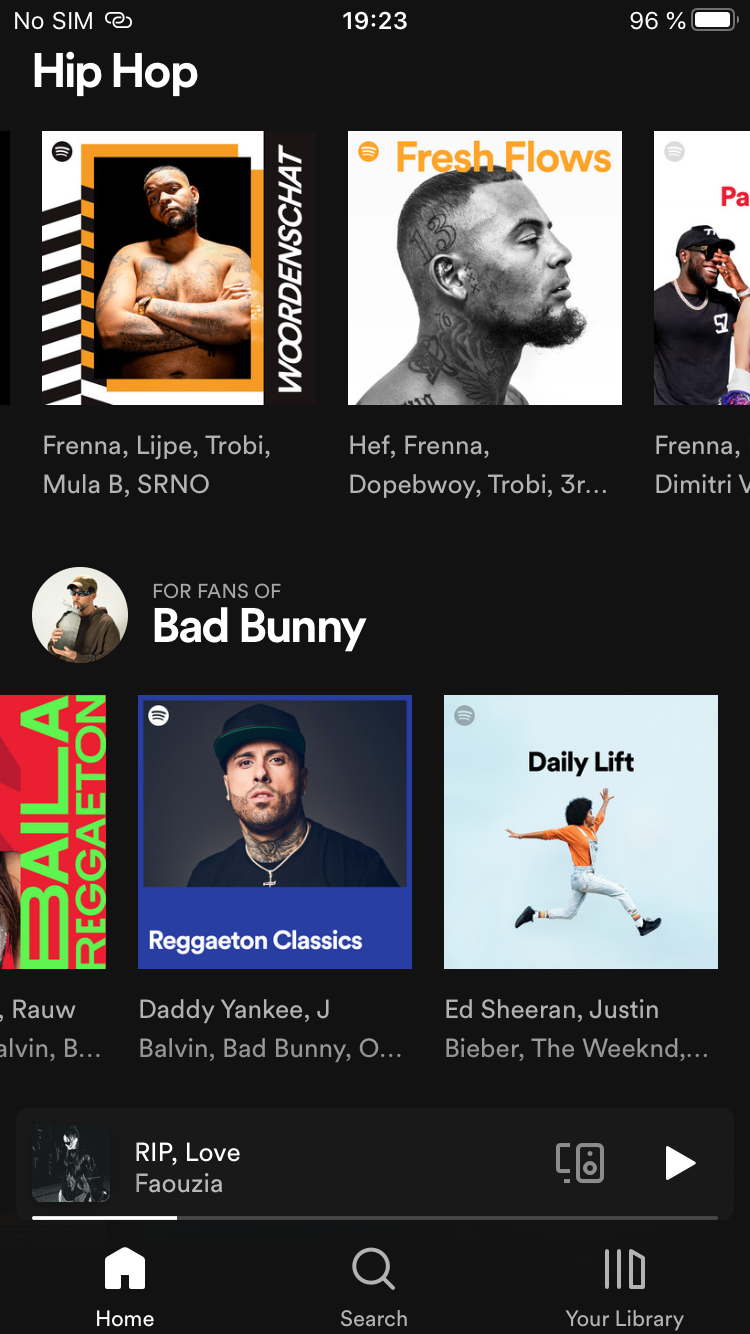 No SIM
19:23
96 %
Hip Hop
WOORDENSCHAT
Fresh Flows
Pa
Frenna, Lijpe, Trobi,
Mula B, SRNO
Hef, Frenna,
Dopebwoy, Trobi, 3r...
Frenna,
Dimitri V
FOR FANS OF
Bad Bunny
BAILA
REGGAETON
Reggaeton Classics
Daily Lift
, Rauw
alvin, B...
Daddy Yankee, J
Balvin, Bad Bunny, O...
Ed Sheeran, Justin
Bieber, The Weeknd,...
RIP, Love
Faouzia
Home
Search
Your Library